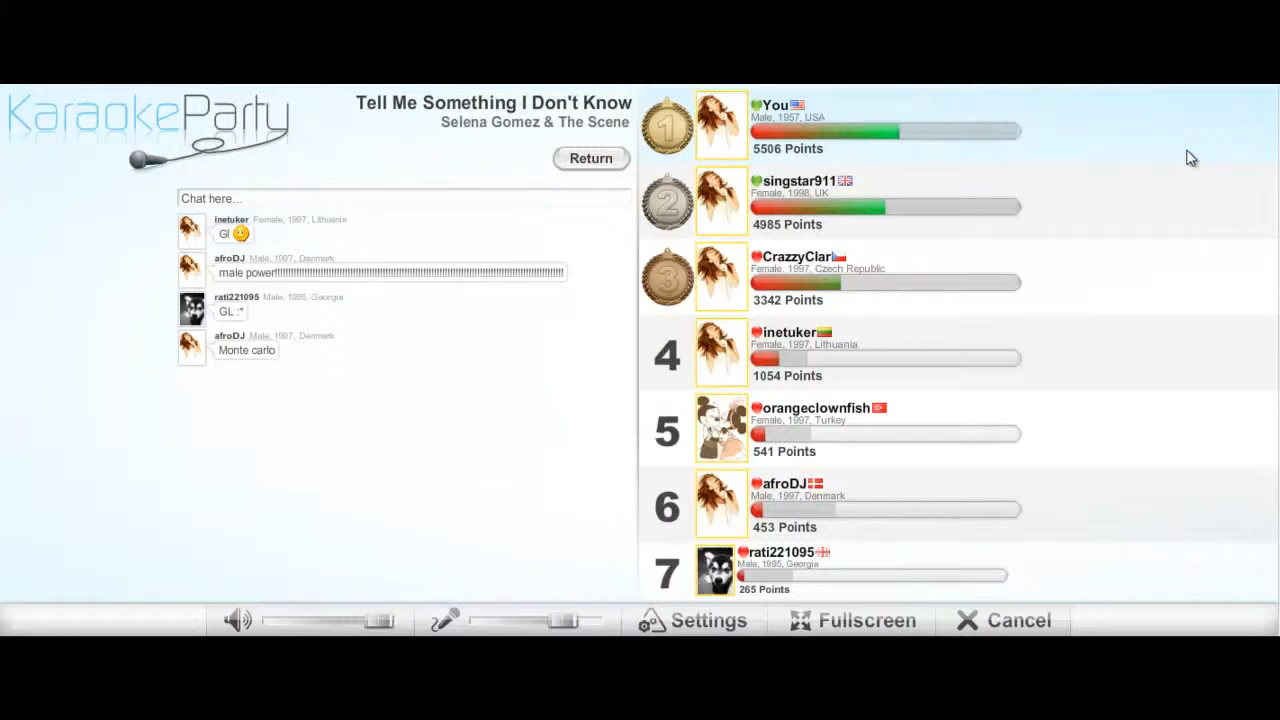 KaraokeParty
Tell Me Something I Don't Know
Selena Gomez & The Scene
Return
Chat here...
inetuker Female, 1997, Lithuania
Gl
afroDJ Male, 1997, Denmark
male power!!!!!!!!!!!!!!!!!!!!!!!!!!!!!!!!!!!!!!!!!!!!!!!!!!!!!!!!!!!!!!!!!!!!!!!!!!!!!!!!!!!!!!!!!!!!!!!!
rati221095 Male, 1995, Georgia
GL :*
afroDJ Male, 1997, Denmark
Monte carlo
1
You
Male, 1957, USA
5506 Points
2
singstar911
Female, 1998, UK
4985 Points
3
CrazzyClar
Female, 1997, Czech Republic
3342 Points
4
inetuker
Female, 1997, Lithuania
1054 Points
5
orangeclownfish
Female, 1997, Turkey
541 Points
6
afroDJ
Male, 1997, Denmark
453 Points
7
rati221095
Male, 1995, Georgia
265 Points
Settings
Fullscreen
Cancel